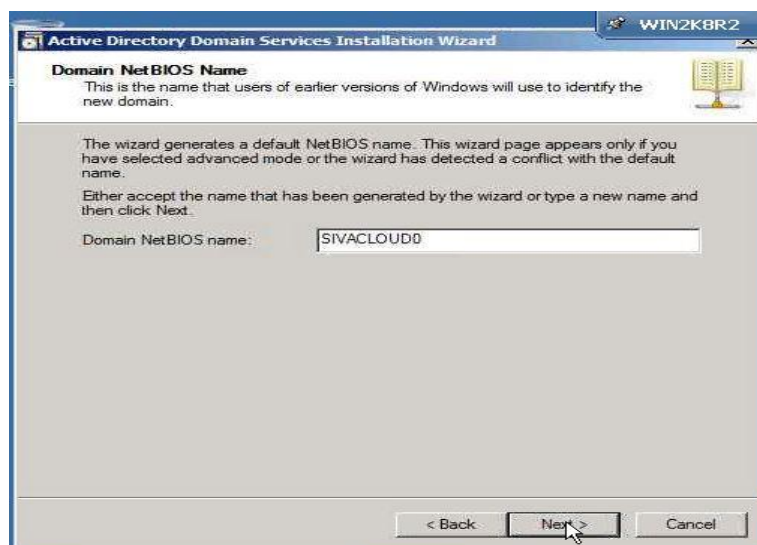 WIN2K8R2
Active Directory Domain Services Installation Wizard
Domain NetBIOS Name
This is the name that users of earlier versions of Windows will use to identify the
new domain.
The wizard generates a default NetBIOS name. This wizard page appears only if you
have selected advanced mode or the wizard has detected a conflict with the default
name.
Either accept the name that has been generated by the wizard or type a new name and
then click Next.
Domain NetBIOS name: SIVACLOUD0
< Back Next > Cancel